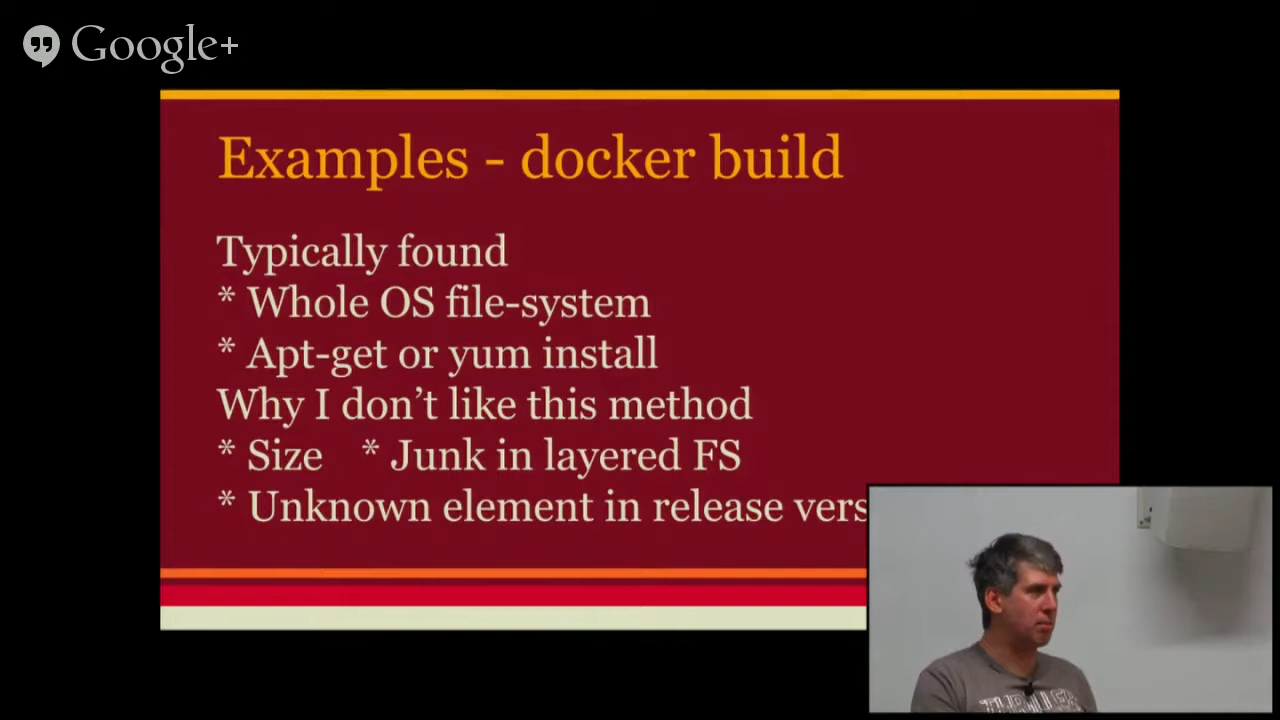 Google+
Examples - docker build
Typically found
* Whole OS file-system
* Apt-get or yum install
Why I don’t like this method
* Size * Junk in layered FS
* Unknown element in release vers
THRILLER